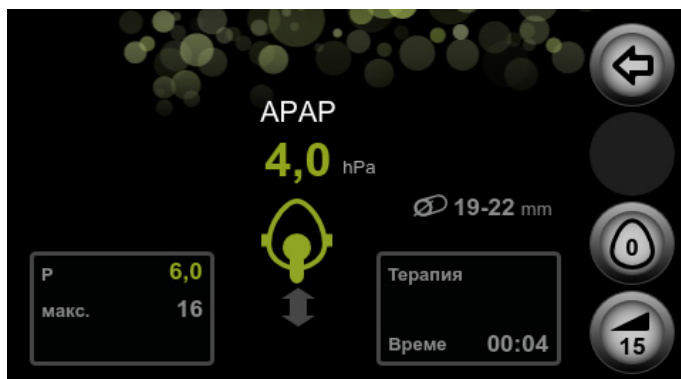 APAP
4,0 hPa
19-22 mm
P 6,0
макс. 16
Терапия
Време 00:04
0
15